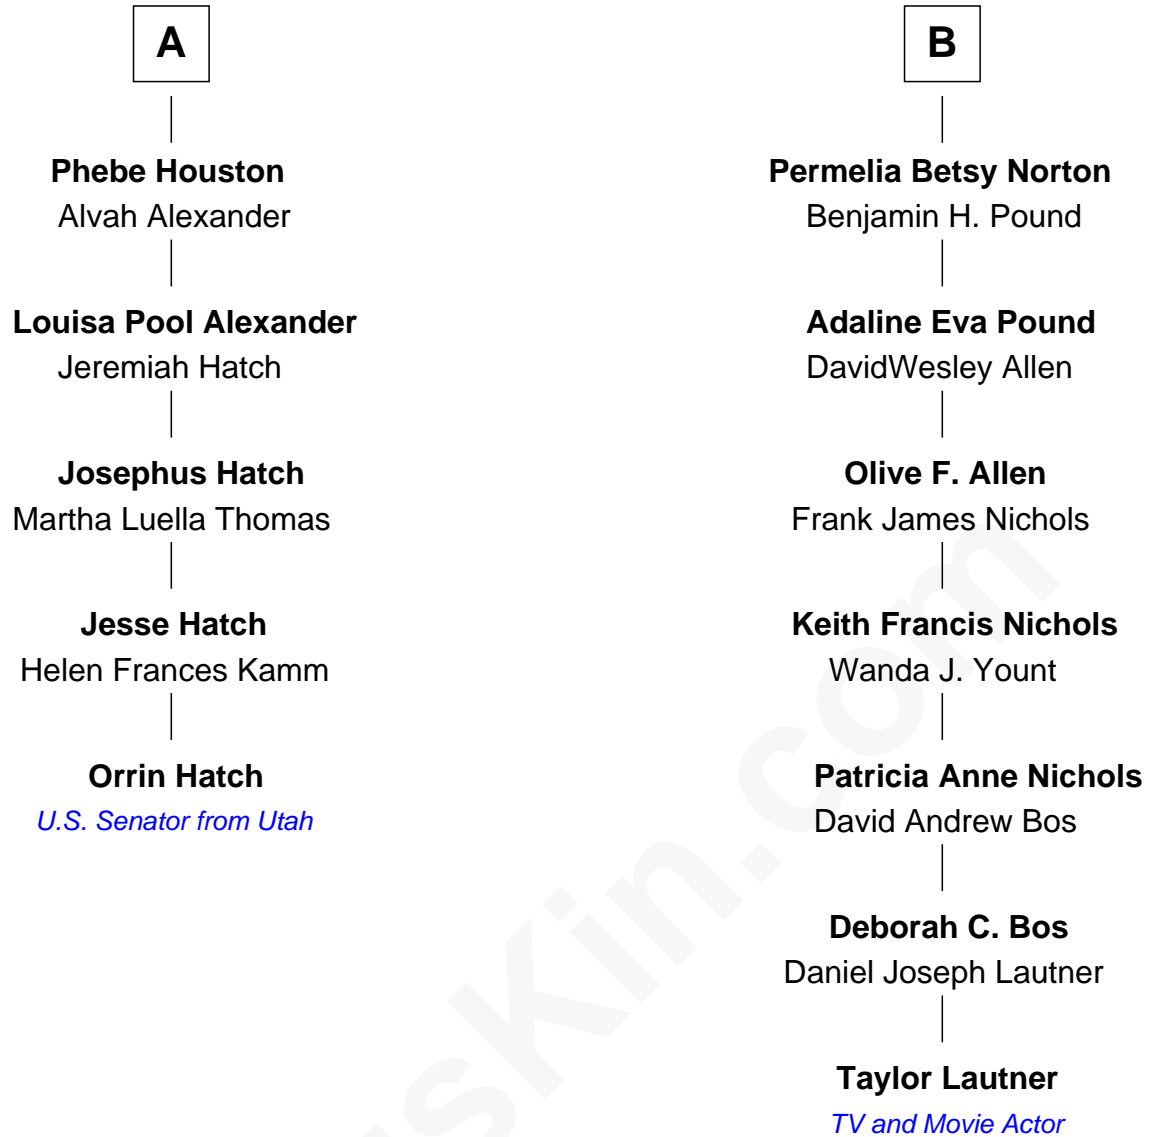 A
Phebe Houston
Alvah Alexander
Louisa Pool Alexander
Jeremiah Hatch
Josephus Hatch
Martha Luella Thomas
Jesse Hatch
Helen Frances Kamm
Orrin Hatch
U.S. Senator from Utah
B
Permelia Betsy Norton
Benjamin H. Pound
Adaline Eva Pound
DavidWesley Allen
Olive F. Allen
Frank James Nichols
Keith Francis Nichols
Wanda J. Yount
Patricia Anne Nichols
David Andrew Bos
Deborah C. Bos
Daniel Joseph Lautner
Taylor Lautner
TV and Movie Actor
sKin.com